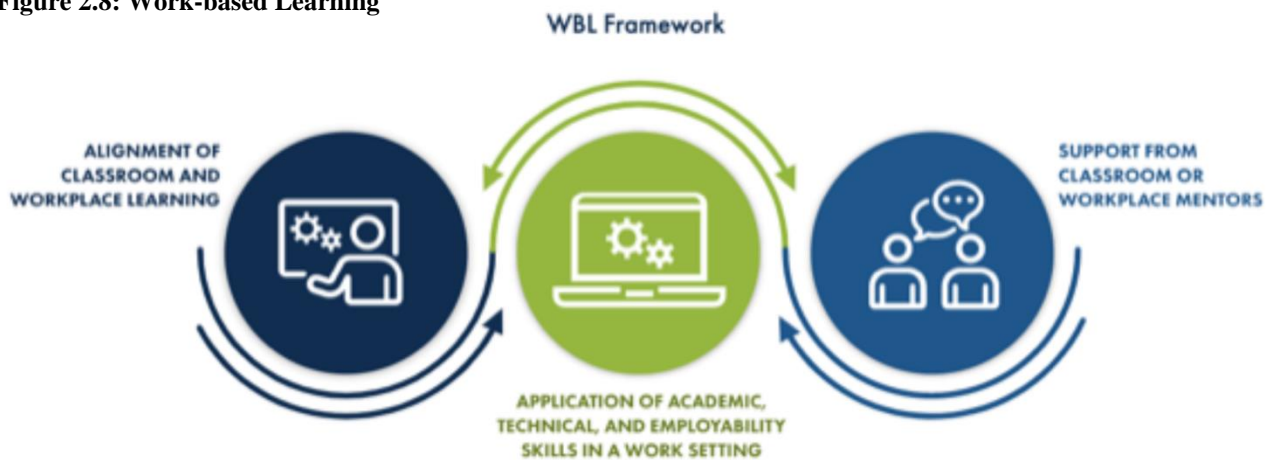 Figure 2.8: Work-based Learning
WBL Framework
ALIGNMENT OF
CLASSROOM AND
WORKPLACE LEARNING
APPLICATION OF ACADEMIC,
TECHNICAL, AND EMPLOYABILITY
SKILLS IN A WORK SETTING
SUPPORT FROM
CLASSROOM OR
WORKPLACE MENTORS